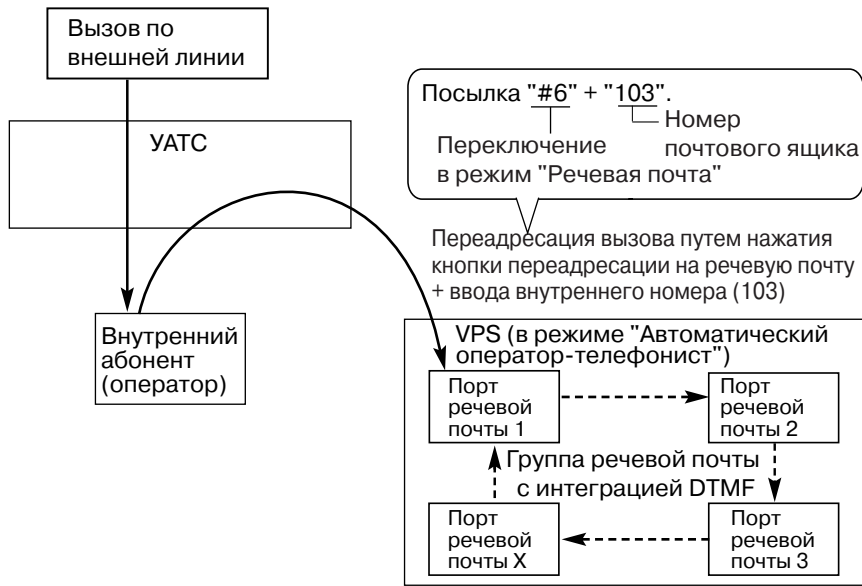 Вызов по
внешней линии
УАТС
Внутренний
абонент
(оператор)
Посылка "#6" + "103".
Номер
почтового ящика
Переключение
в режим "Речевая почта"
Переадресация вызова путем нажатия
кнопки переадресации на речевую почту
+ ввода внутреннего номера (103)
VPS (в режиме "Автоматический
оператор-телефонист")
Порт
речевой
почты 1
Порт
речевой
почты 2
Группа речевой почты
с интеграцией DTMF
Порт
речевой
почты X
Порт
речевой
почты 3